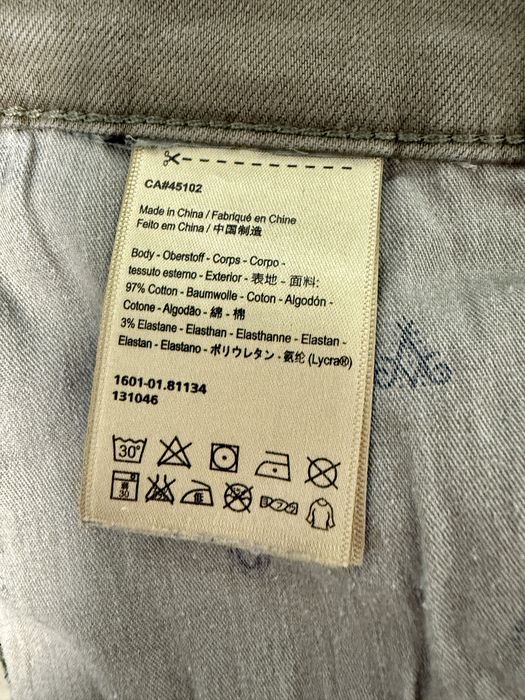 CA#45102
Made in China / Fabriqué en Chine
Feito em China / 中国制造
Body - Oberstoff - Corps - Corpo -
tessuto esterno - Exterior - 表地 - 面料:
97% Cotton - Baumwolle - Coton - Algodón -
Cotone - Algodão - 綿 - 棉
3% Elastane - Elasthan - Elasthanne - Elastan -
Elastan - Elastano - ポリウレタン - 氨纶 (Lycra®)
1601-01.81134
131046
30°
30 低